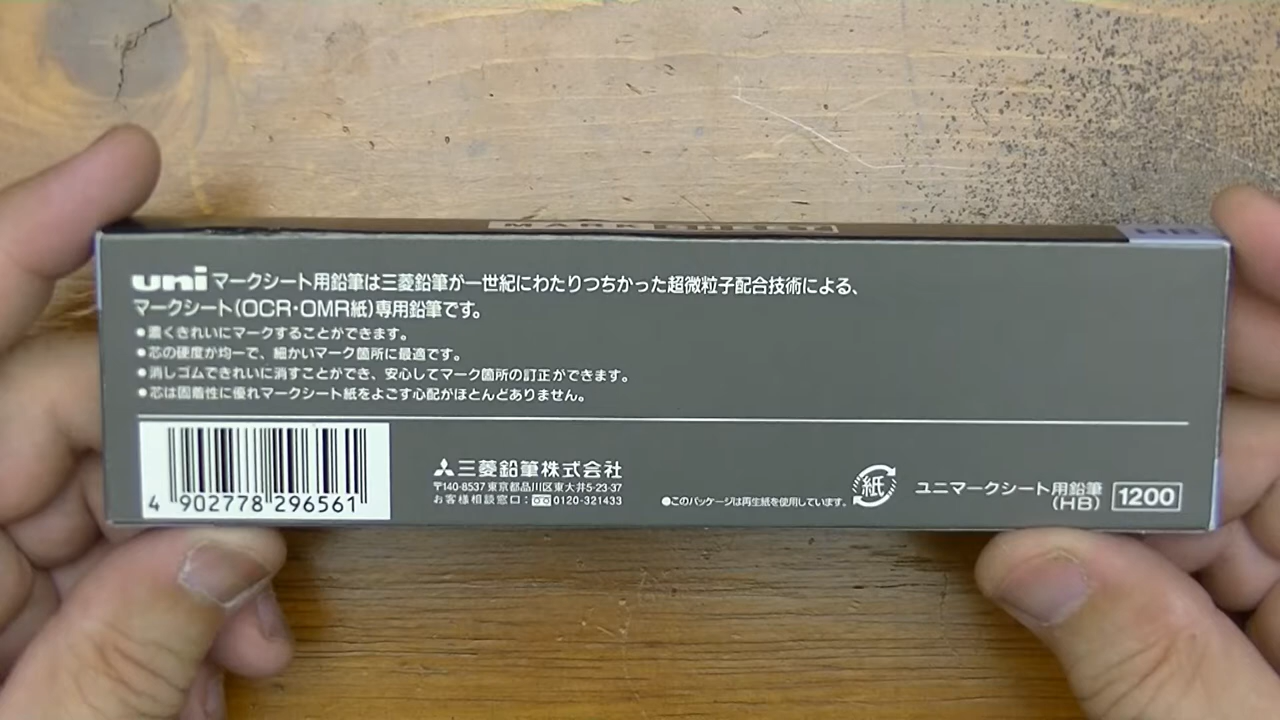 MARK SHEET
HB
uni マークシート用鉛筆は三菱鉛筆が一世紀にわたりつちかった超微粒子配合技術による、
マークシート(OCR・OMR紙)専用鉛筆です。
●濃くきれいにマークすることができます。
●芯の硬度が均一で、細かいマーク箇所に最適です。
●消しゴムできれいに消すことができ、安心してマーク箇所の訂正ができます。
●芯は固着性に優れマークシート紙をよごす心配がほとんどありません。
4 902778 296561
三菱鉛筆株式会社
〒140-8537 東京都品川区東大井5-23-37
お客様相談窓口:0120-321433
●このパッケージは再生紙を使用しています。
紙
ユニマークシート用鉛筆
(HB)
1200